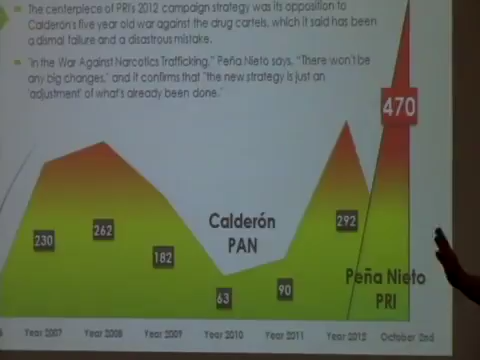 The centerpiece of PRI's 2012 campaign strategy was its opposition to
Calderón's five year old war against the drug cartels, which it said has been
a dismal failure and a disastrous mistake.
"In the War Against Narcotics Trafficking," Peña Nieto says, "There won't be
any big changes," and it confirms that "the new strategy is just an
'adjustment' of what's already been done."
470
230
262
182
63
90
292
Calderón
PAN
Peña Nieto
PRI
Year 2007 Year 2008 Year 2009 Year 2010 Year 2011 Year 2012 October 2nd